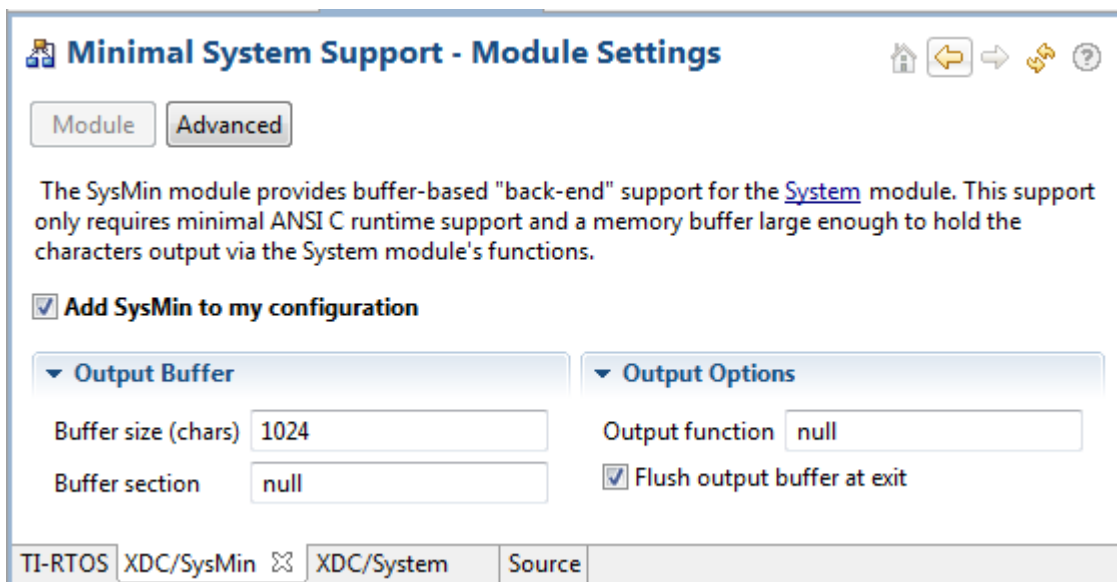 Minimal System Support - Module Settings
Module Advanced
The SysMin module provides buffer-based "back-end" support for the System module. This support
only requires minimal ANSI C runtime support and a memory buffer large enough to hold the
characters output via the System module's functions.
Add SysMin to my configuration
Output Buffer
Buffer size (chars) 1024
Buffer section null
Output Options
Output function null
Flush output buffer at exit
TI-RTOS XDC/SysMin XDC/System Source